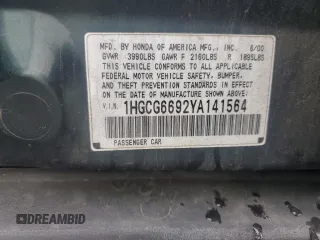 MFD. BY HONDA OF AMERICA MFG., INC. 6/00
GVWR 3990LBS GAWR F 2160LBS R 1895LBS
THIS VEHICLE CONFORMS TO ALL APPLICABLE
FEDERAL MOTOR VEHICLE SAFETY, BUMPER,
AND THEFT PREVENTION STANDARDS IN EFFECT ON
THE DATE OF MANUFACTURE SHOWN ABOVE.
V.I.N. 1HGCG6692YA141564
PASSENGER CAR
DREAMBID